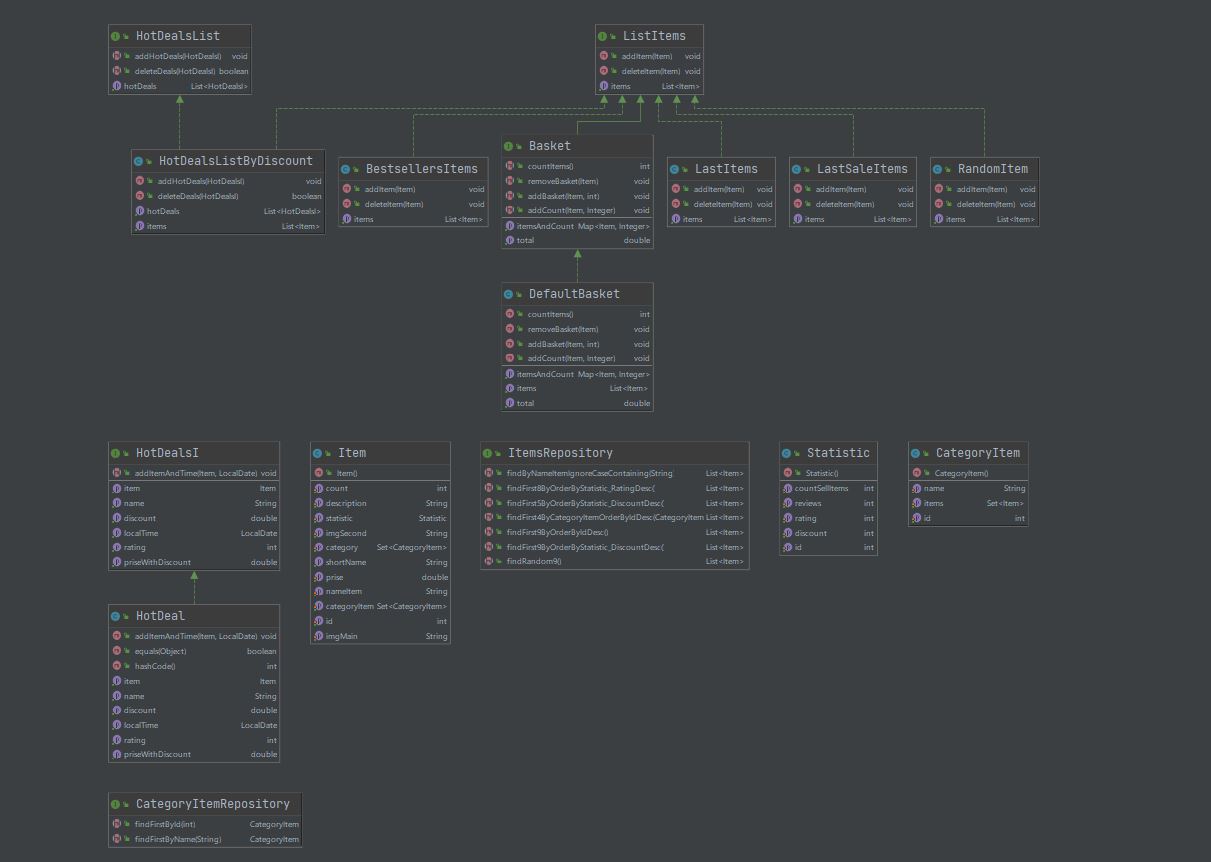 HotDealsList
addHotDeals(HotDealsI) void
deleteDeals(HotDealsI) boolean
hotDeals List<HotDealsI>
ListItems
addItem(Item) void
deleteItem(Item) void
items List<Item>
HotDealsListByDiscount
addHotDeals(HotDealsI) void
deleteDeals(HotDealsI) boolean
hotDeals List<HotDealsI>
items List<Item>
BestsellersItems
addItem(Item) void
deleteItem(Item) void
items List<Item>
Basket
countItems() int
removeBasket(Item) void
addBasket(Item, int) void
addCount(Item, Integer) void
itemsAndCount Map<Item, Integer>
total double
LastItems
addItem(Item) void
deleteItem(Item) void
items List<Item>
LastSaleItems
addItem(Item) void
deleteItem(Item) void
items List<Item>
RandomItem
addItem(Item) void
deleteItem(Item) void
items List<Item>
DefaultBasket
countItems() int
removeBasket(Item) void
addBasket(Item, int) void
addCount(Item, Integer) void
itemsAndCount Map<Item, Integer>
items List<Item>
total double
HotDealsI
addItemAndTime(Item, LocalDate) void
item Item
name String
discount double
localTime LocalDate
rating int
priseWithDiscount double
Item
Item()
count int
description String
statistic Statistic
imgSecond String
category Set<CategoryItem>
shortName String
prise double
nameItem String
categoryItem Set<CategoryItem>
id int
imgMain String
ItemsRepository
findByNameItemIgnoreCaseContaining(String) List<Item>
findFirst8ByOrderByStatistic_RatingDesc( List<Item>
findFirst5ByOrderByStatistic_DiscountDesc( List<Item>
findFirst4ByCategoryItemOrderByIdDesc(CategoryItem List<Item>
findFirst9ByOrderByIdDesc() List<Item>
findFirst9ByOrderByStatistic_DiscountDesc( List<Item>
findRandom9() List<Item>
Statistic
Statistic()
countSellItems int
reviews int
rating int
discount int
id int
CategoryItem
CategoryItem()
name String
items Set<Item>
id int
HotDeal
addItemAndTime(Item, LocalDate) void
equals(Object) boolean
hashCode() int
item Item
name String
discount double
localTime LocalDate
rating int
priseWithDiscount double
CategoryItemRepository
findFirstById(int) CategoryItem
findFirstByName(String) CategoryItem